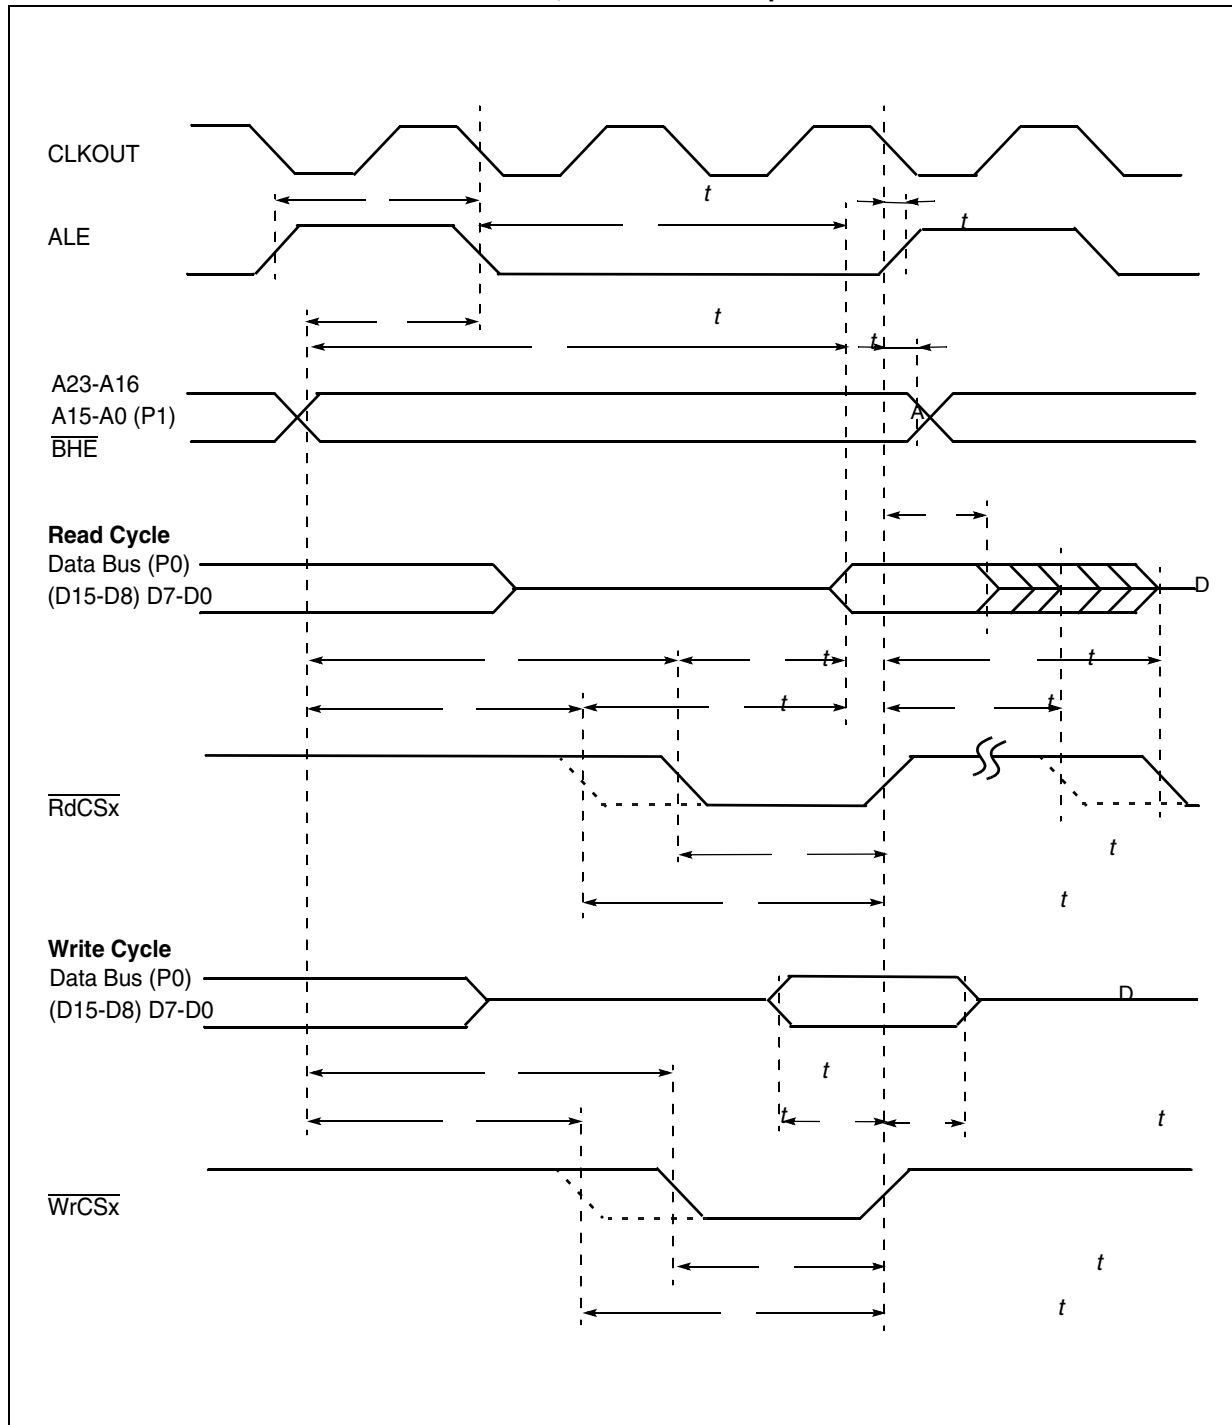 CLKOUT
t
ALE
t
t
t
A23-A16
A15-A0 (P1)
A
BHE
Read Cycle
Data Bus (P0)
(D15-D8) D7-D0
D
t
t
t
t
RdCSx
t
t
Write Cycle
Data Bus (P0)
(D15-D8) D7-D0
D
t
t
t
WrCSx
t
t